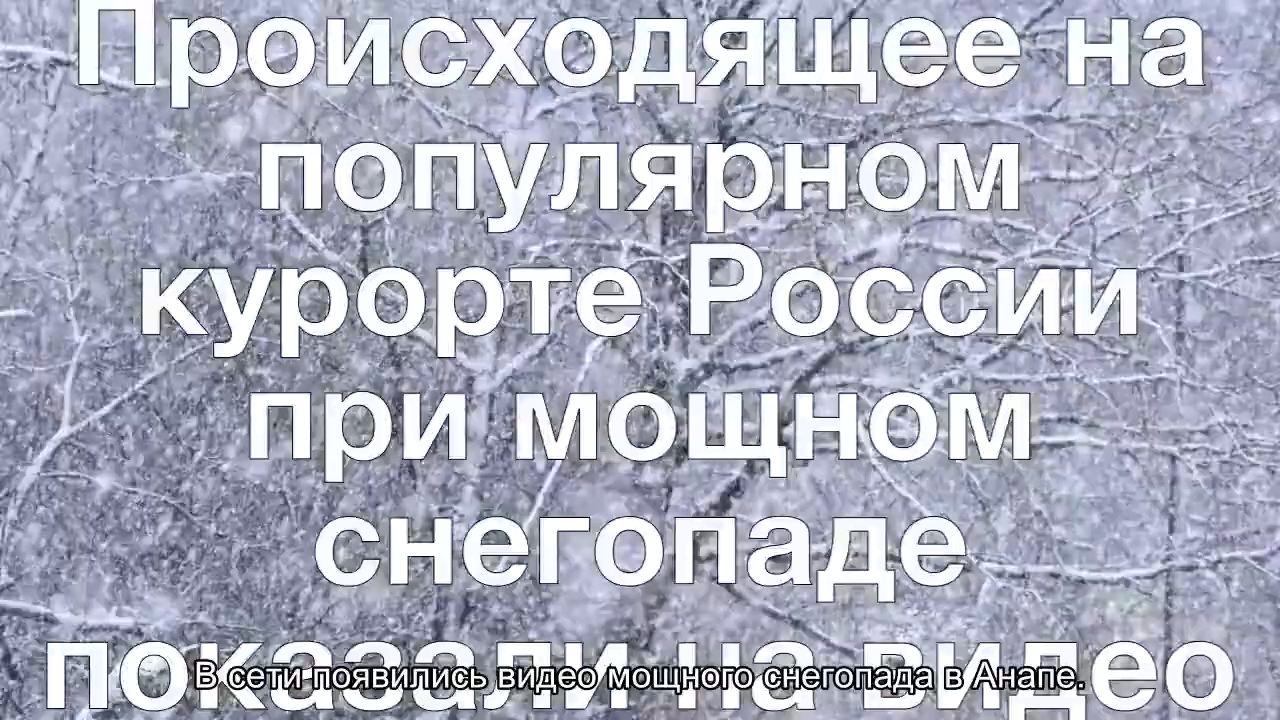 Происходящее на
популярном
курорте России
при мощном
снегопаде
показали на видео
В сети появились видео мощного снегопада в Анапе.